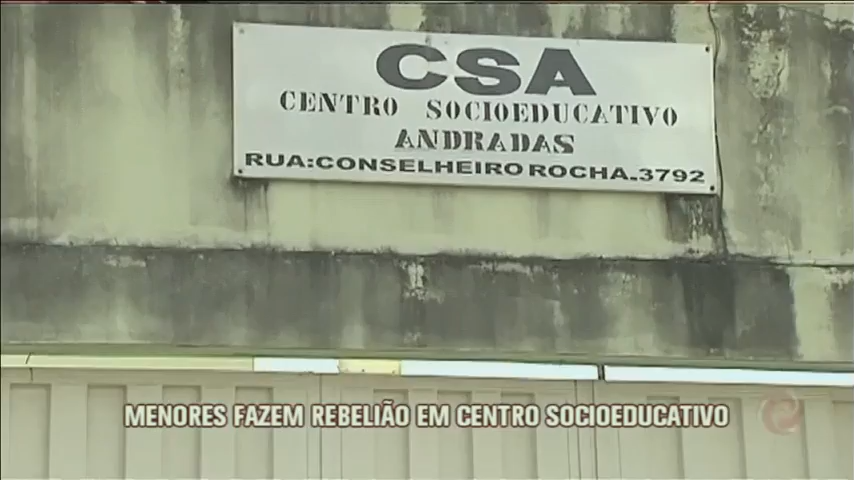 CSA
CENTRO SOCIOEDUCATIVO
ANDRADAS
RUA:CONSELHEIRO ROCHA.3792
MENORES FAZEM REBELIÃO EM CENTRO SOCIOEDUCATIVO